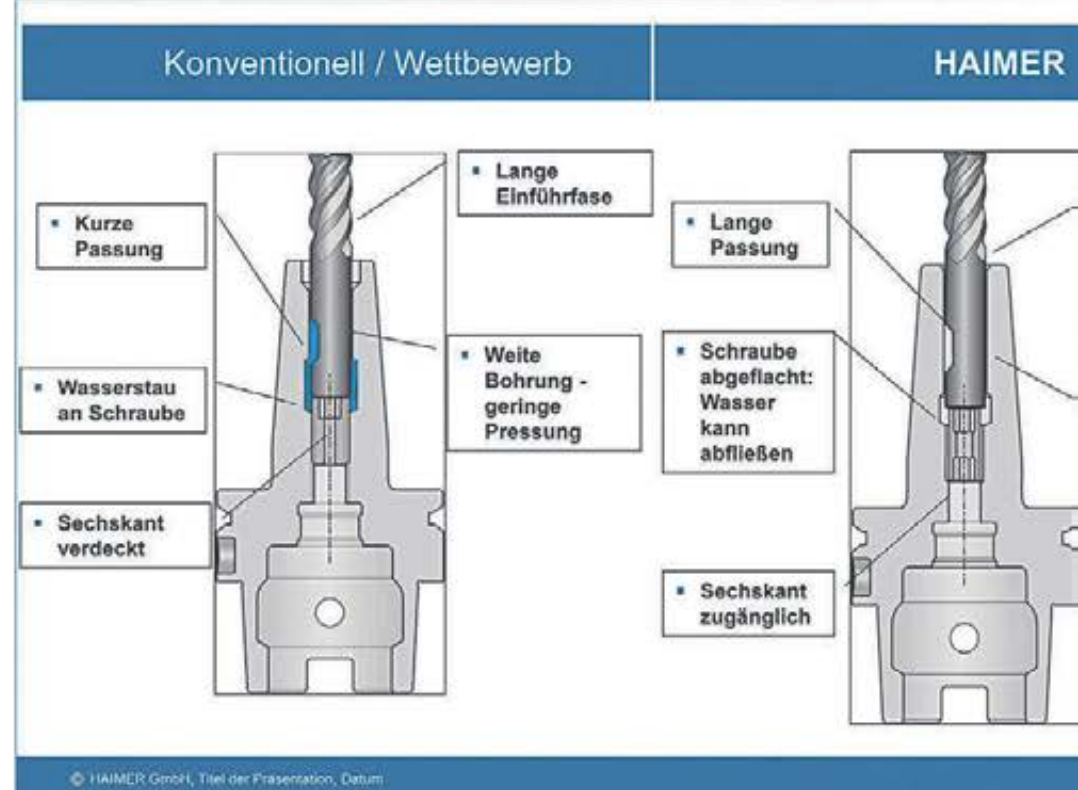 Konventionell / Wettbewerb
HAIMER
Kurze
Passung
Lange
Einführfase
Wasserstau
an Schraube
Weite
Bohrung -
geringe
Pressung
Sechskant
verdeckt
Lange
Passung
Schraube
abgeflacht:
Wasser
kann
abfließen
Sechskant
zugänglich
© HAIMER GmbH, Titel der Präsentation, Datum